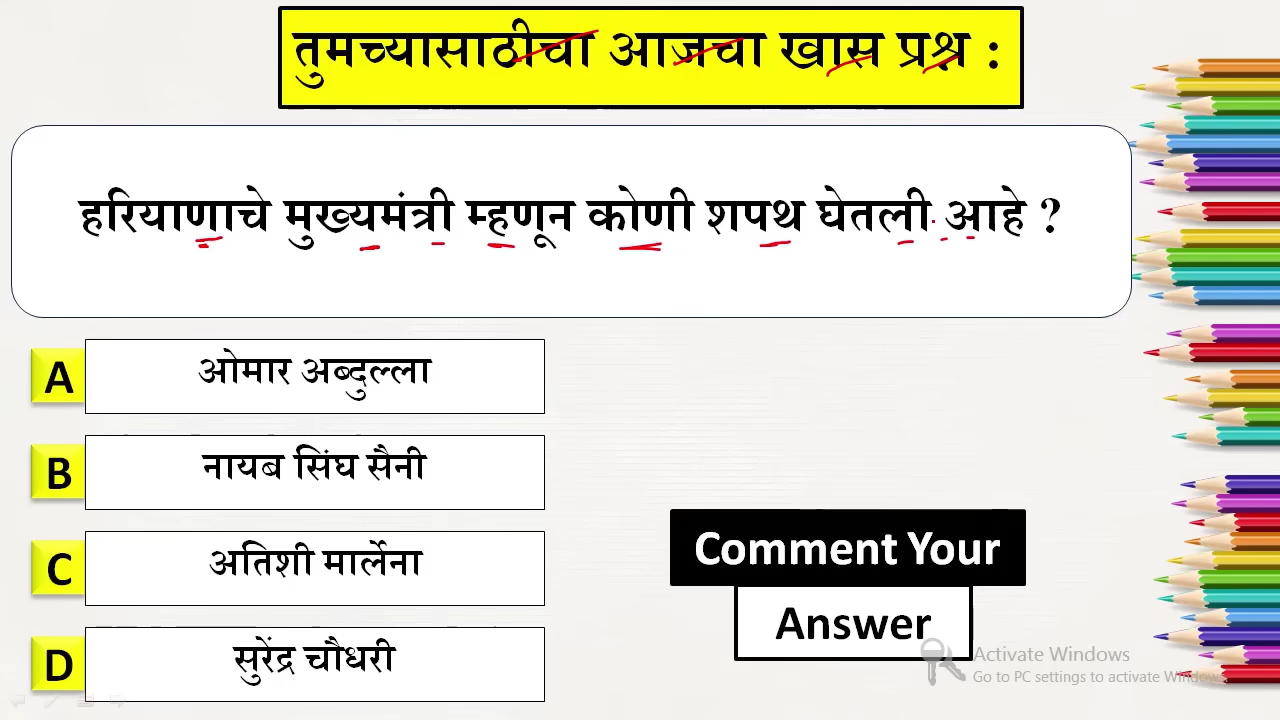 तुमच्यासाठीचा आजचा खास प्रश्न :
हरियाणाचे मुख्यमंत्री म्हणून कोणी शपथ घेतली आहे ?
A ओमार अब्दुल्ला
B नायब सिंघ सैनी
C अतिशी मार्लेना
D सुरेंद्र चौधरी
Comment Your
Answer
Activate Windows
Go to PC settings to activate Windows.